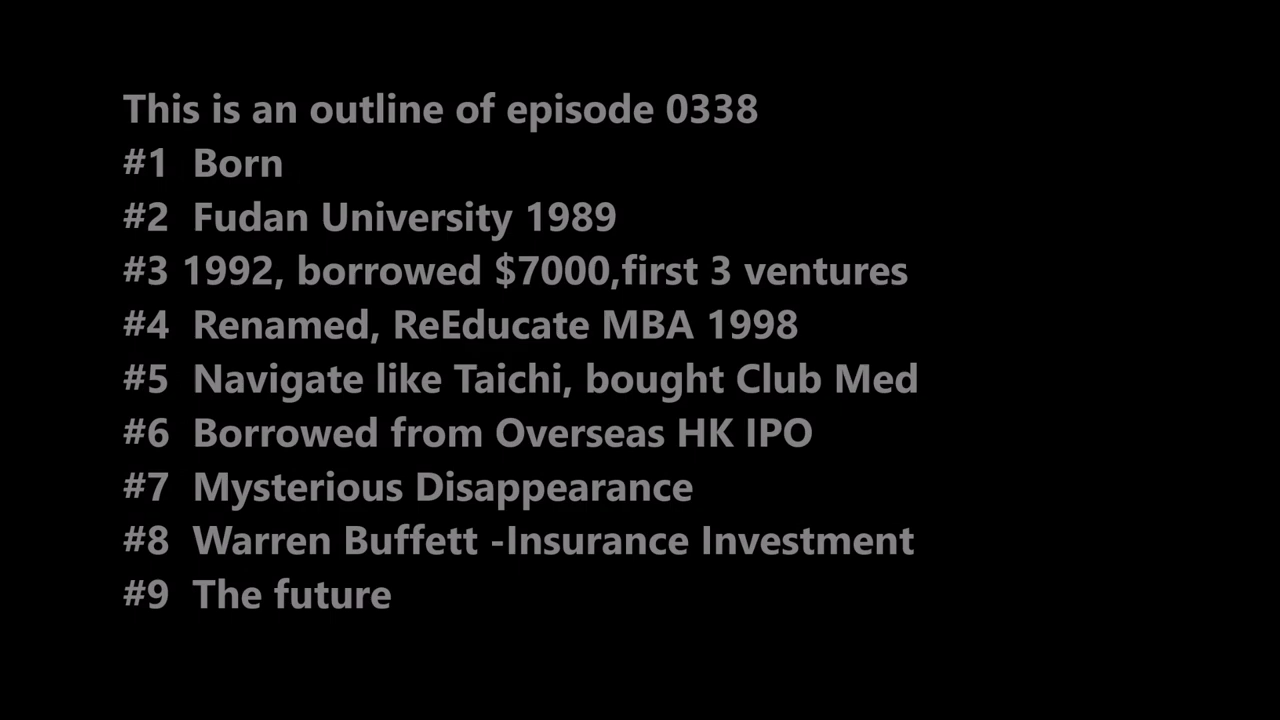 This is an outline of episode 0338
#1 Born
#2 Fudan University 1989
#3 1992, borrowed $7000,first 3 ventures
#4 Renamed, ReEducate MBA 1998
#5 Navigate like Taichi, bought Club Med
#6 Borrowed from Overseas HK IPO
#7 Mysterious Disappearance
#8 Warren Buffett -Insurance Investment
#9 The future